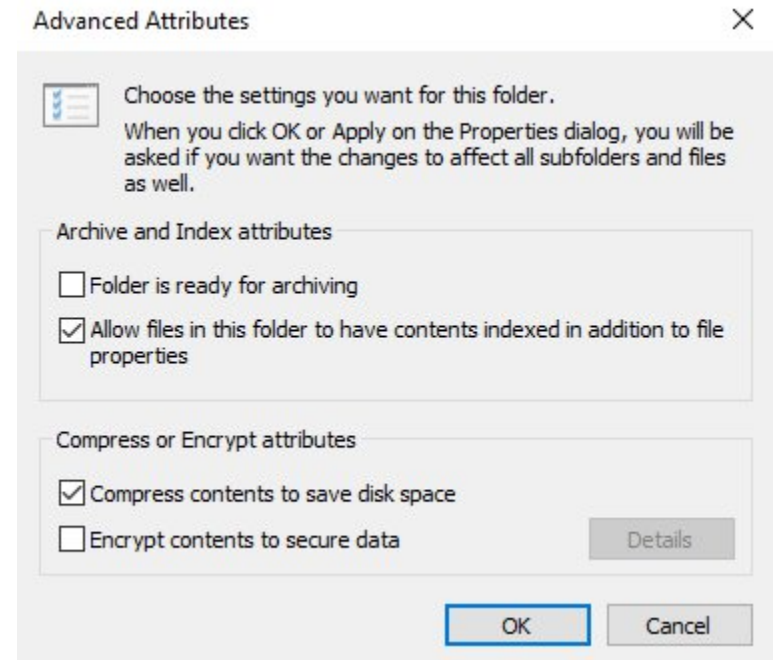 Advanced Attributes
Choose the settings you want for this folder.
When you click OK or Apply on the Properties dialog, you will be
asked if you want the changes to affect all subfolders and files
as well.
Archive and Index attributes
Folder is ready for archiving
Allow files in this folder to have contents indexed in addition to file
properties
Compress or Encrypt attributes
Compress contents to save disk space
Encrypt contents to secure data
Details
OK
Cancel